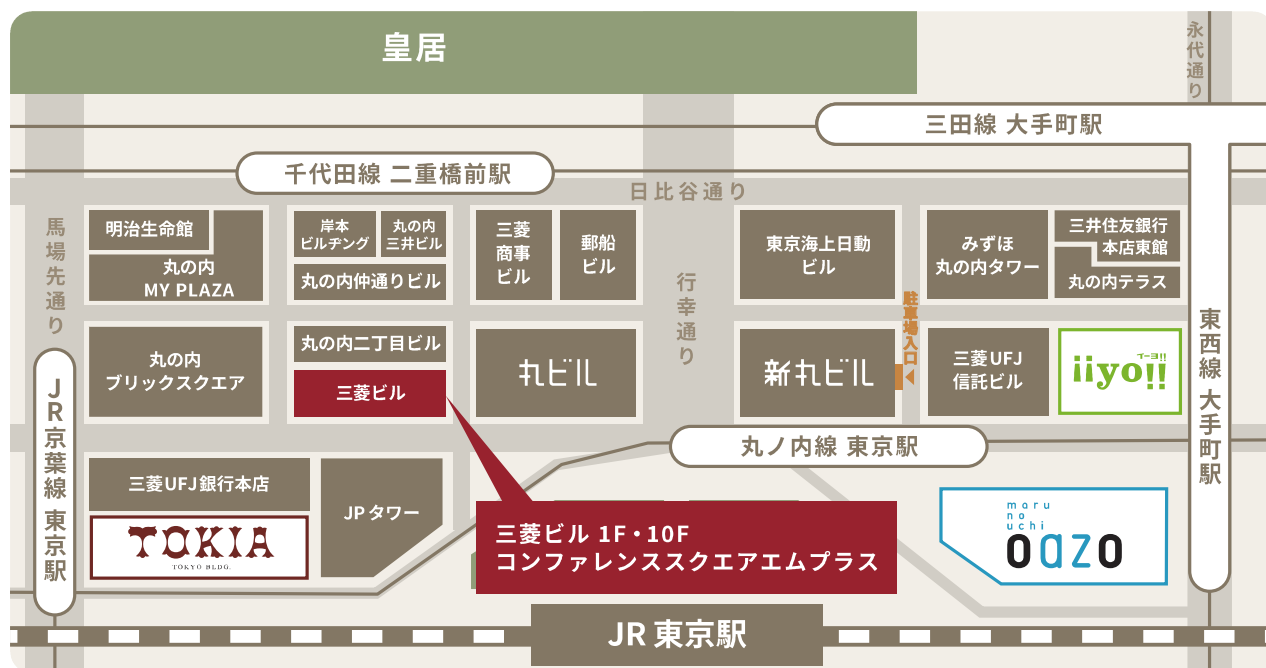 皇居
永代通り
三田線 大手町駅
千代田線 二重橋前駅
日比谷通り
馬場先通り
明治生命館
丸の内
MY PLAZA
岸本
ビルヂング
丸の内
三井ビル
丸の内仲通りビル
三菱
商事
ビル
郵船
ビル
行幸通り
東京海上日動
ビル
みずほ
丸の内タワー
三井住友銀行
本店東館
丸の内テラス
駐車場入口
東西線 大手町駅
JR京葉線 東京駅
丸の内
ブリックスクエア
丸の内二丁目ビル
三菱ビル
丸ビル
新丸ビル
三菱UFJ
信託ビル
イーヨ!!
iiyo!!
丸ノ内線 東京駅
三菱UFJ銀行本店
TOKIA
TOKYO BLDG.
JPタワー
三菱ビル 1F・10F
コンファレンススクエアエムプラス
maru
no
uchi
oazo
JR 東京駅